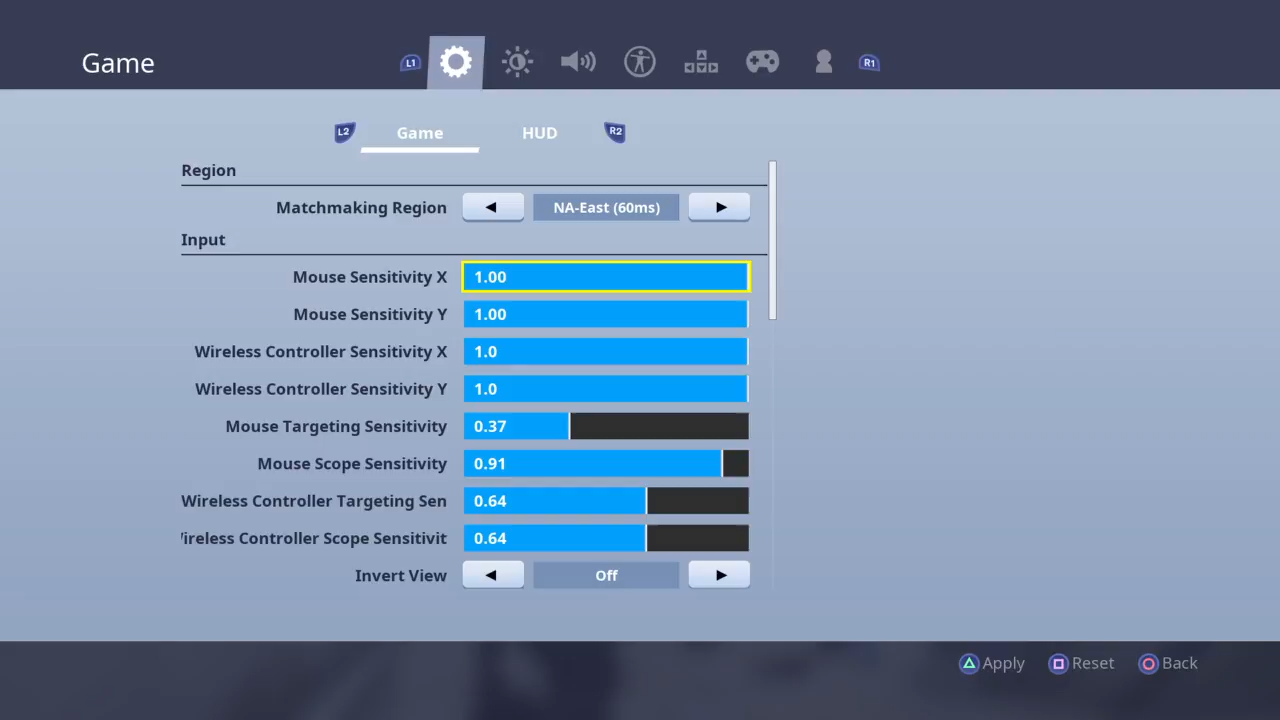 Game
L1
R1
L2
Game
HUD
R2
Region
Matchmaking Region
NA-East (60ms)
Input
Mouse Sensitivity X
1.00
Mouse Sensitivity Y
1.00
Wireless Controller Sensitivity X
1.0
Wireless Controller Sensitivity Y
1.0
Mouse Targeting Sensitivity
0.37
Mouse Scope Sensitivity
0.91
Wireless Controller Targeting Sen
0.64
Wireless Controller Scope Sensitivit
0.64
Invert View
Off
Apply
Reset
Back